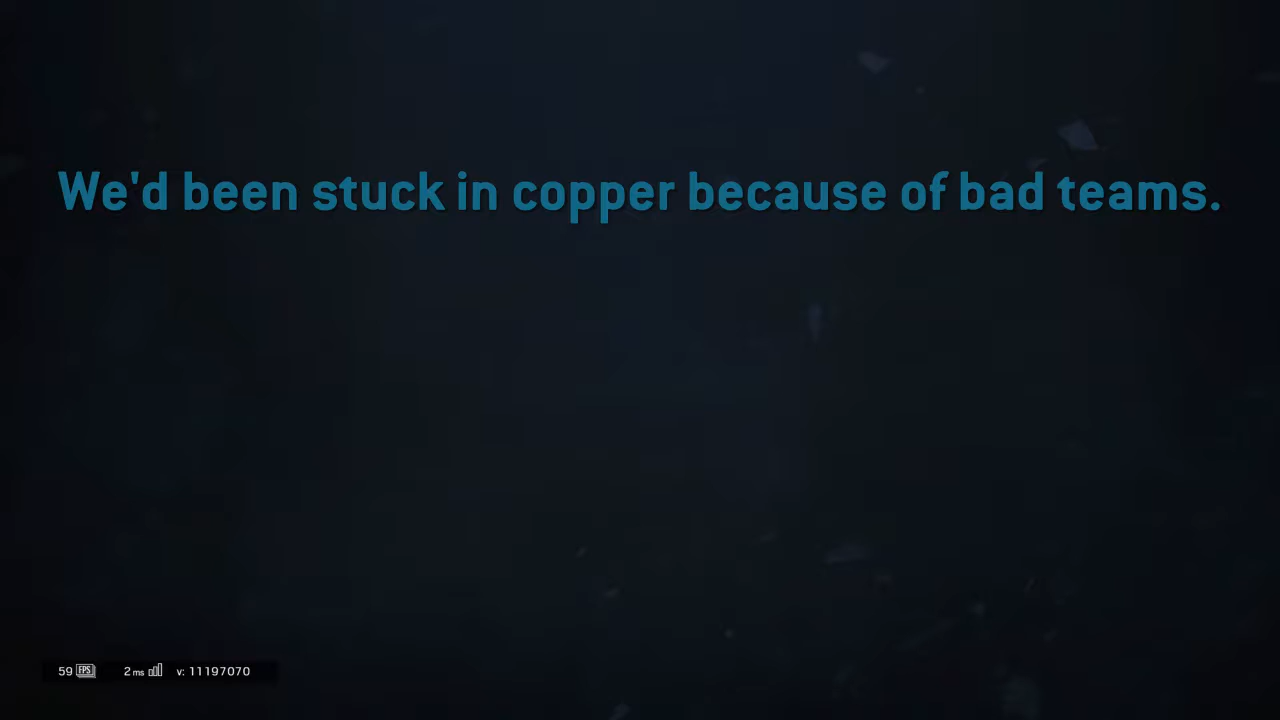 We'd been stuck in copper because of bad teams.
59 FPS 2 ms v: 11197070